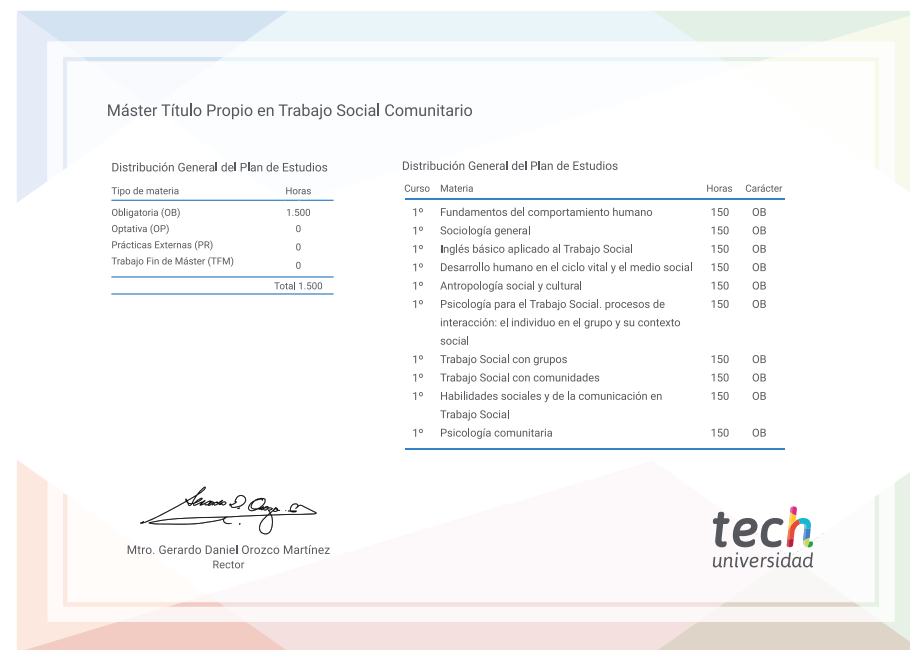 Máster Título Propio en Trabajo Social Comunitario
Distribución General del Plan de Estudios
Tipo de materia Horas
Obligatoria (OB) 1.500
Optativa (OP) 0
Prácticas Externas (PR) 0
Trabajo Fin de Máster (TFM) 0
Total 1.500
Distribución General del Plan de Estudios
Curso Materia Horas Carácter
1º Fundamentos del comportamiento humano 150 OB
1º Sociología general 150 OB
1º Inglés básico aplicado al Trabajo Social 150 OB
1º Desarrollo humano en el ciclo vital y el medio social 150 OB
1º Antropología social y cultural 150 OB
1º Psicología para el Trabajo Social. procesos de 150 OB
interacción: el individuo en el grupo y su contexto
social
1º Trabajo Social con grupos 150 OB
1º Trabajo Social con comunidades 150 OB
1º Habilidades sociales y de la comunicación en 150 OB
Trabajo Social
1º Psicología comunitaria 150 OB
Mtro. Gerardo Daniel Orozco Martínez
Rector
tech
universidad